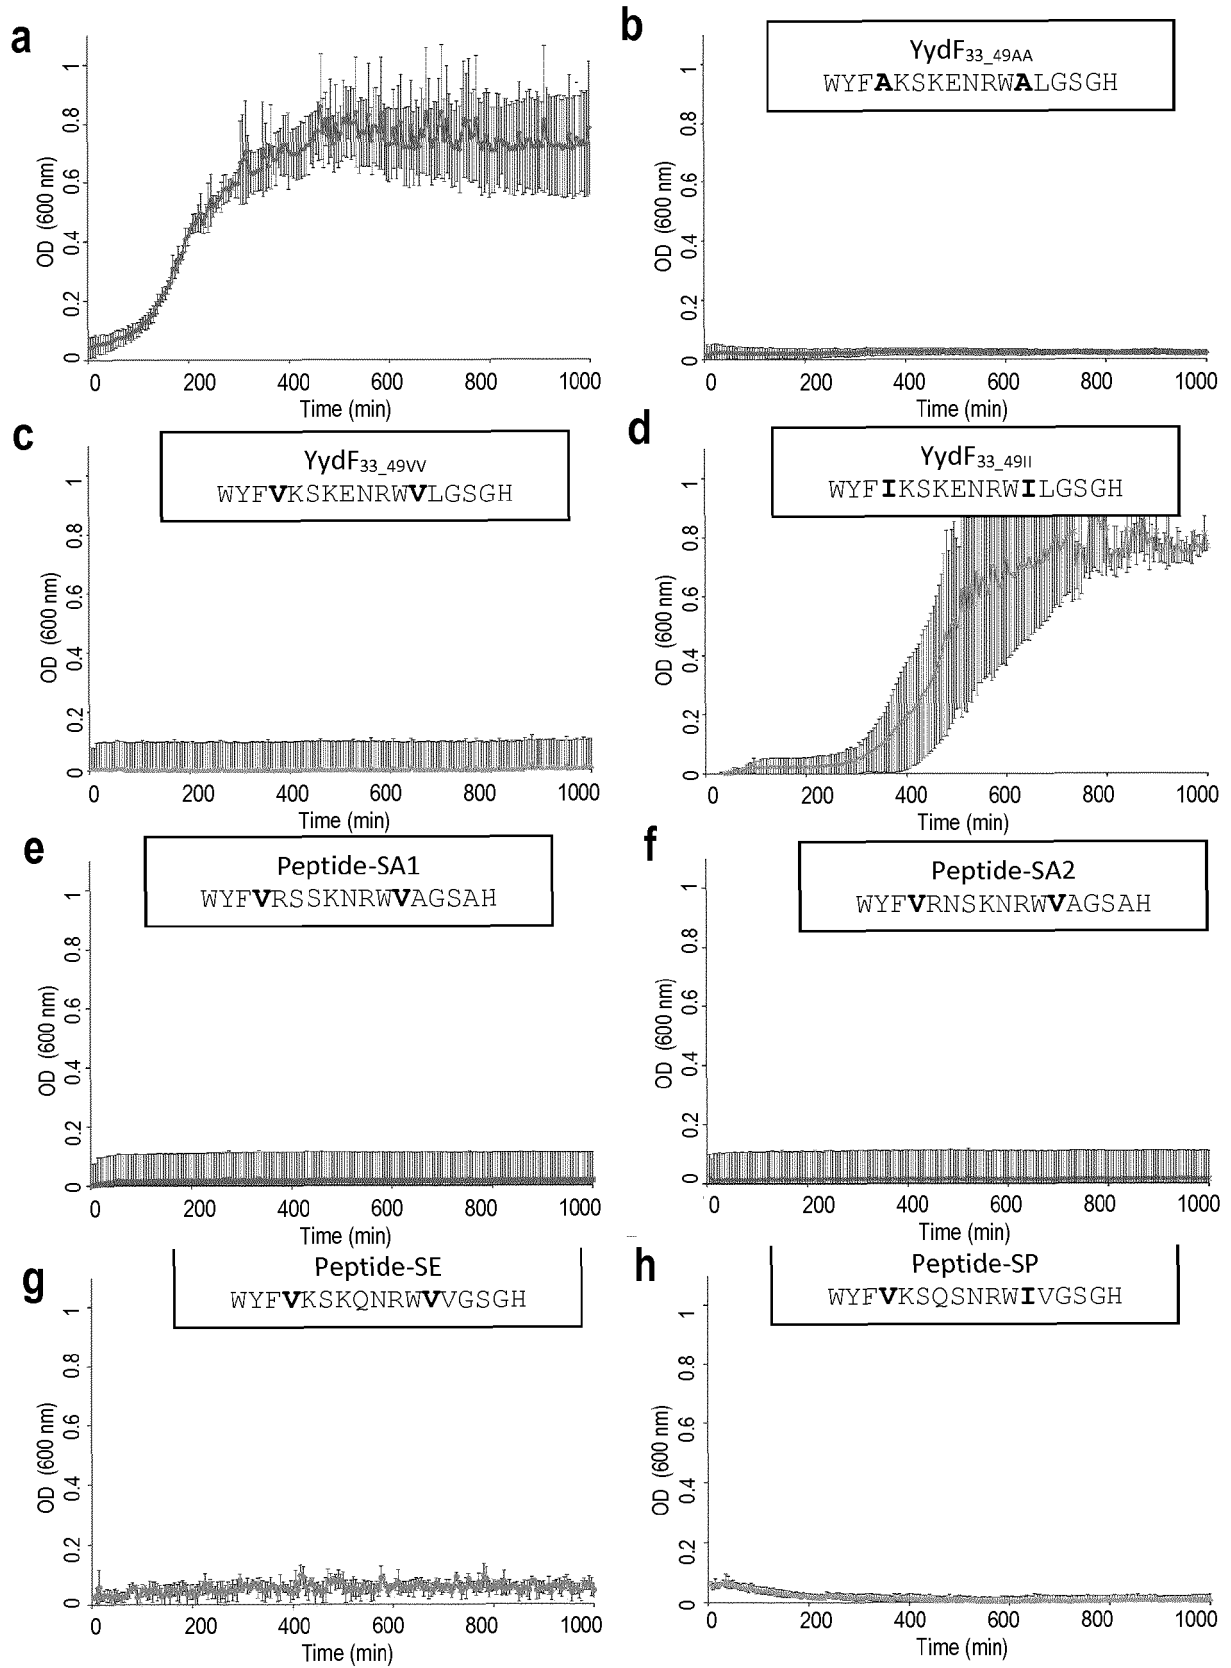 a
1
0.8
0.6
0.4
0.2
0
OD (600 nm)
0 200 400 600 800 1000
Time (min)
b
YydF33_49AA
WYFAKSKENRWALGSGH
1
0.8
0.6
0.4
0.2
0
OD (600 nm)
0 200 400 600 800 1000
Time (min)
c
YydF33_49VV
WYFVKSKENRWVLGSGH
1
0.8
0.6
0.4
0.2
0
OD (600 nm)
0 200 400 600 800 1000
Time (min)
d
YydF33_49II
WYFIKSKENRWILGSGH
1
0.8
0.6
0.4
0.2
0
OD (600 nm)
0 200 400 600 800 1000
Time (min)
e
Peptide-SA1
WYFVRSSKNRWVAGSAH
1
0.8
0.6
0.4
0.2
0
OD (600 nm)
0 200 400 600 800 1000
Time (min)
f
Peptide-SA2
WYFVRNSKNRWVAGSAH
1
0.8
0.6
0.4
0.2
0
OD (600 nm)
0 200 400 600 800 1000
Time (min)
g
Peptide-SE
WYFVKSKQNRWVVGSGH
1
0.8
0.6
0.4
0.2
0
OD (600 nm)
0 200 400 600 800 1000
Time (min)
h
Peptide-SP
WYFVKSQSNRWIVGSGH
1
0.8
0.6
0.4
0.2
0
OD (600 nm)
0 200 400 600 800 1000
Time (min)